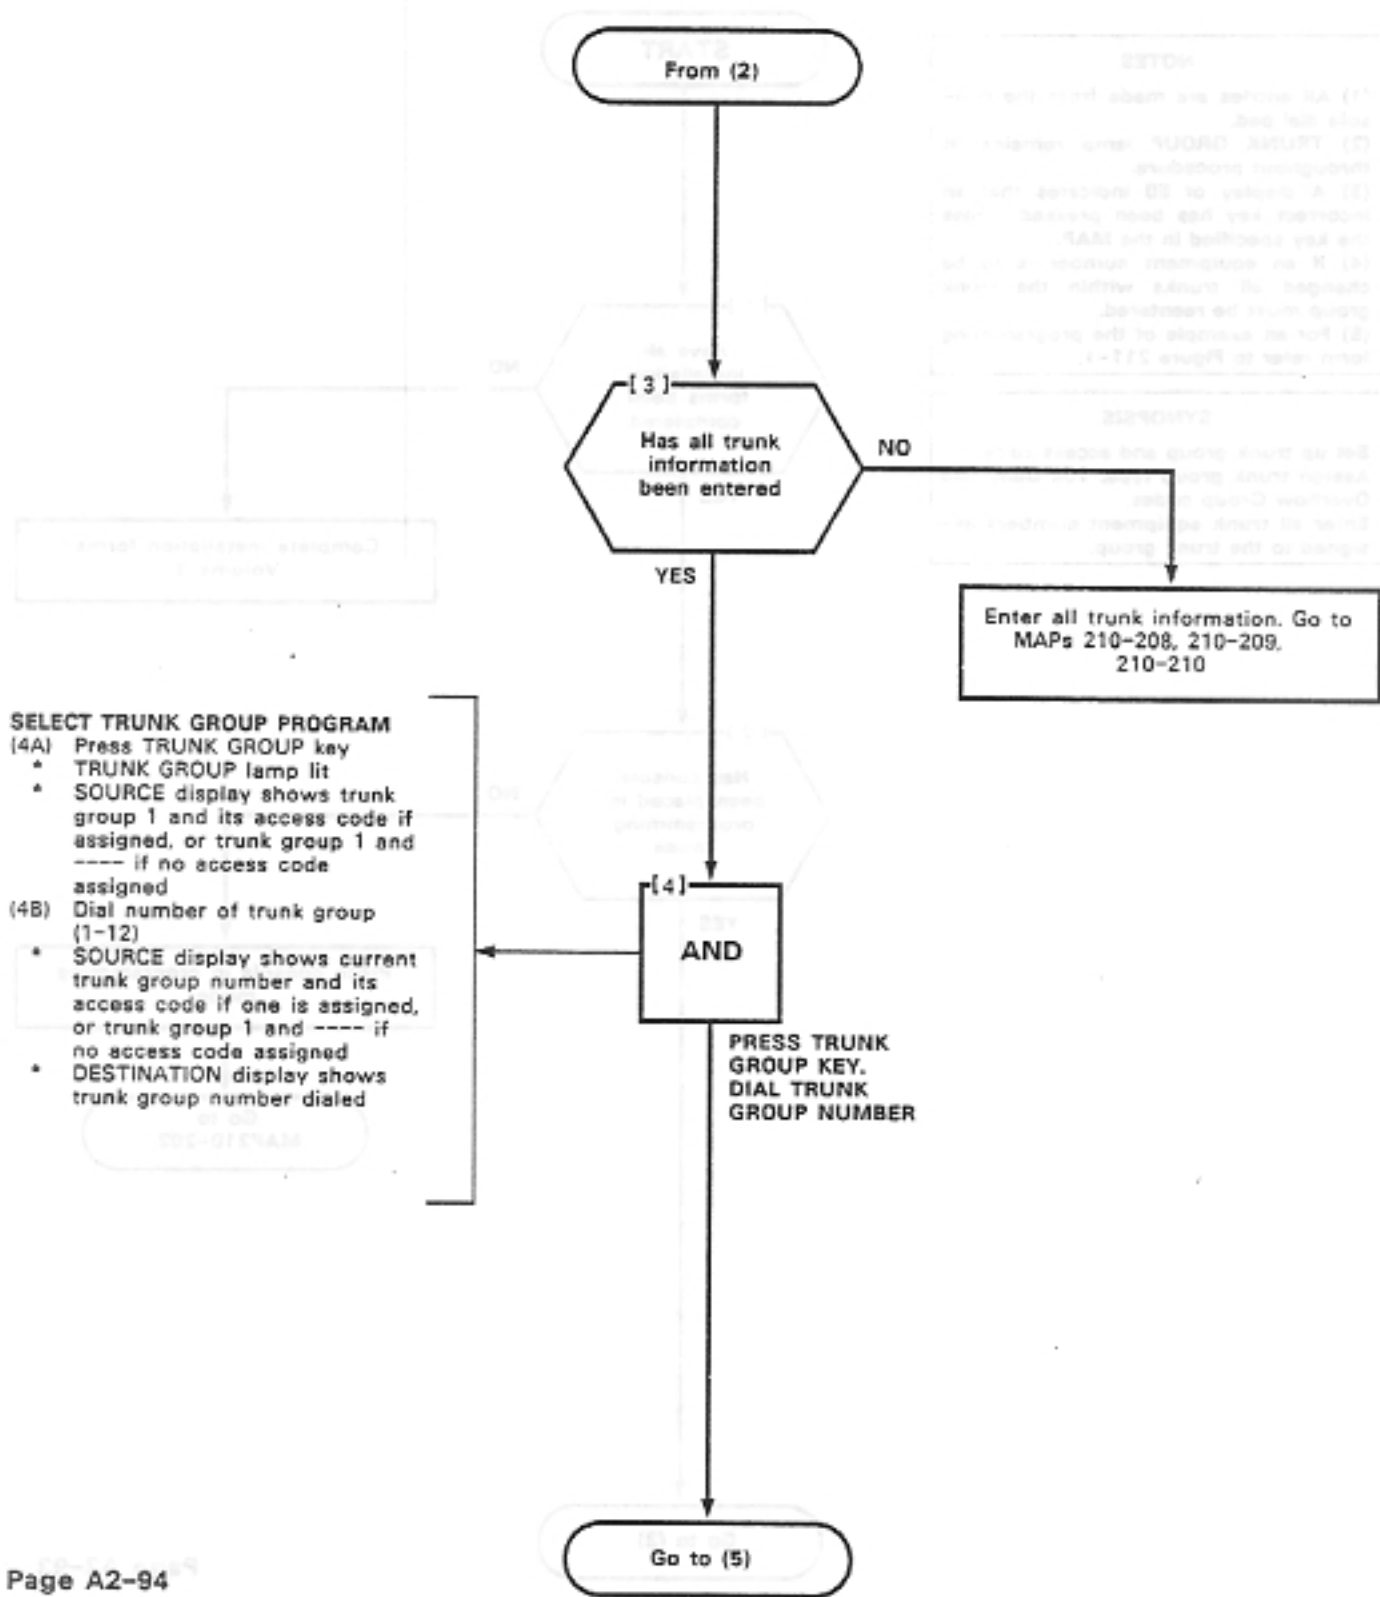 From (2)
[3]
Has all trunk
information
been entered
NO
YES
Enter all trunk information. Go to
MAPs 210-208, 210-209,
210-210
SELECT TRUNK GROUP PROGRAM
(4A) Press TRUNK GROUP key
* TRUNK GROUP lamp lit
* SOURCE display shows trunk
group 1 and its access code if
assigned, or trunk group 1 and
---- if no access code
assigned
(4B) Dial number of trunk group
(1-12)
* SOURCE display shows current
trunk group number and its
access code if one is assigned,
or trunk group 1 and ---- if
no access code assigned
* DESTINATION display shows
trunk group number dialed
[4]
AND
PRESS TRUNK
GROUP KEY.
DIAL TRUNK
GROUP NUMBER
Go to (5)
Page A2-94